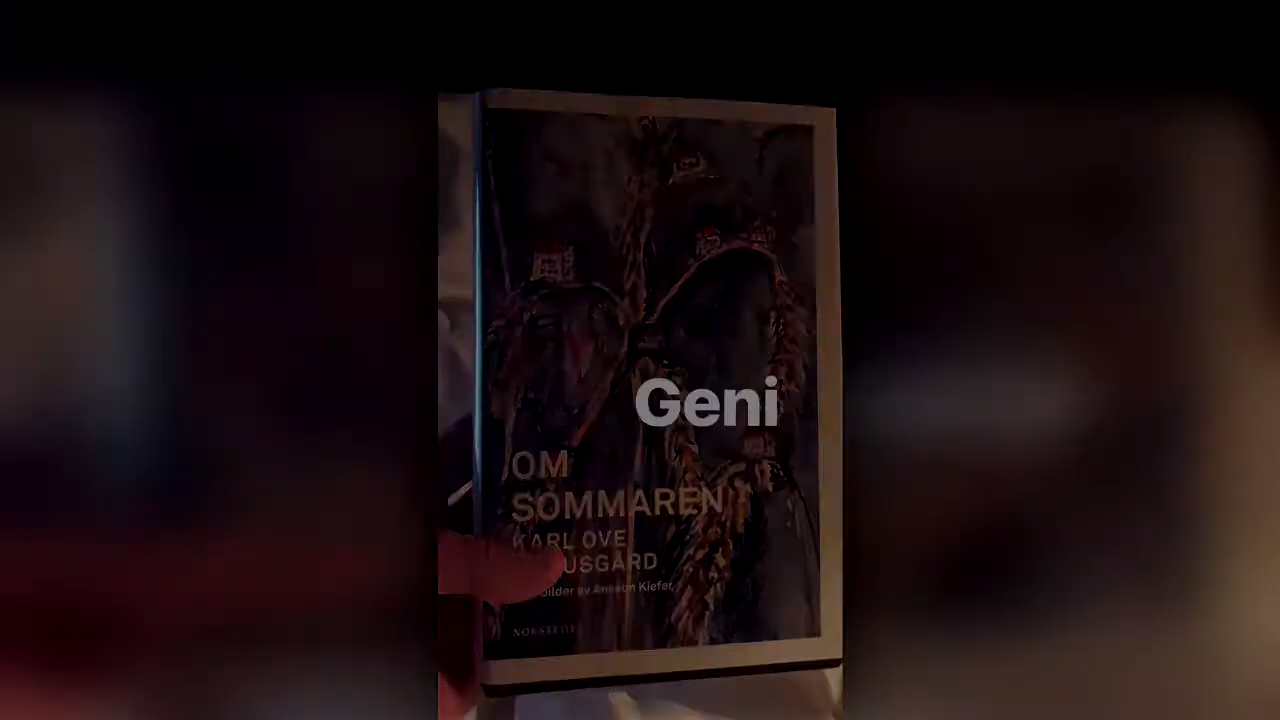 Geni
OM
SOMMAREN
KARL OVE
USGÅRD
bilder av Anselm Kiefer
NORSTEDTS